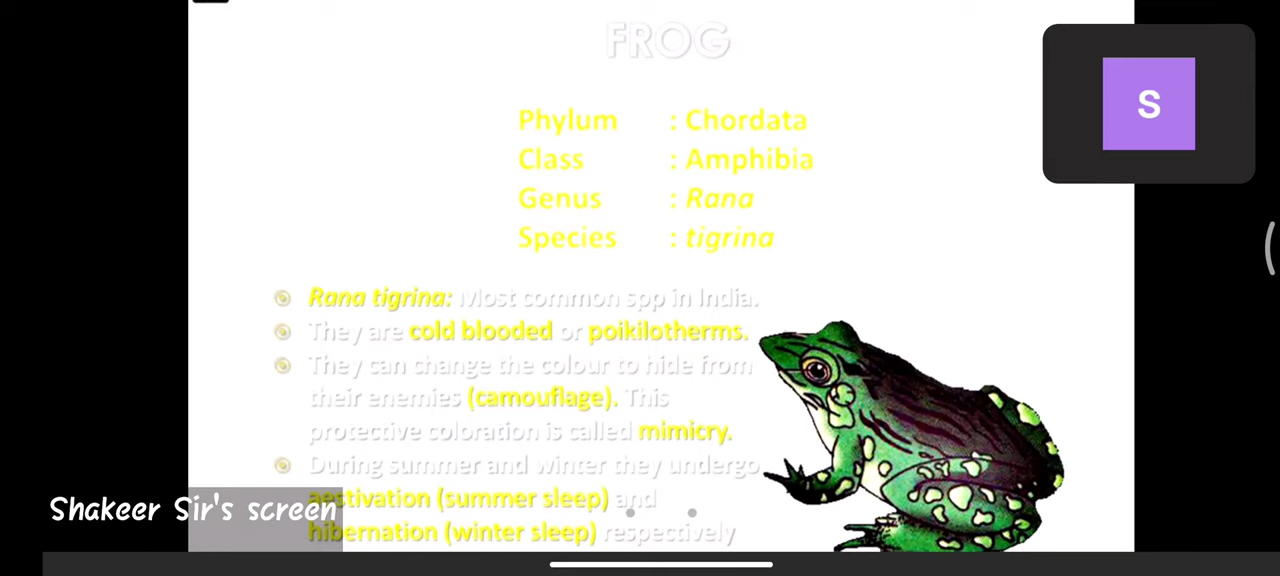 FROG
S
Phylum : Chordata
Class : Amphibia
Genus : Rana
Species : tigrina
Rana tigrina: Most common spp in India.
They are cold blooded or poikilotherms.
They can change the colour to hide from
their enemies (camouflage). This
protective coloration is called mimicry.
During summer and winter they undergo
aestivation (summer sleep) and
hibernation (winter sleep) respectively
Shakeer Sir's screen